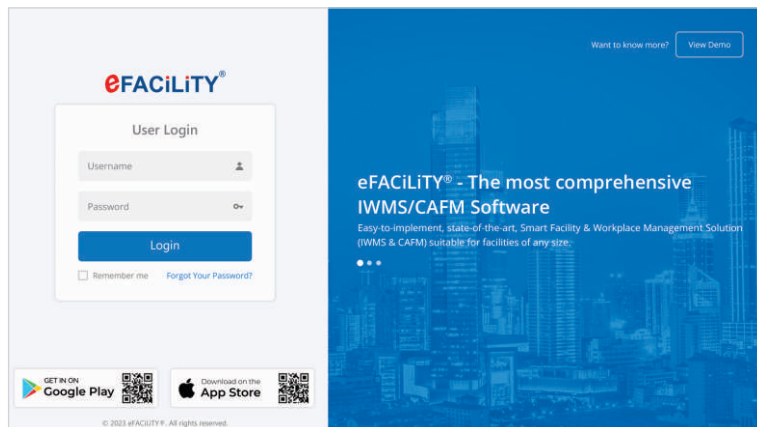 eFACiLiTY®
User Login
Username
Password
Login
Remember me Forgot Your Password?
GET IN ON
Google Play
Download on the
App Store
© 2023 eFACiLiTY®. All rights reserved.
Want to know more? View Demo
eFACiLiTY® - The most comprehensive
IWMS/CAFM Software
Easy-to-implement, state-of-the-art, Smart Facility & Workplace Management Solution
(IWMS & CAFM) suitable for facilities of any size.